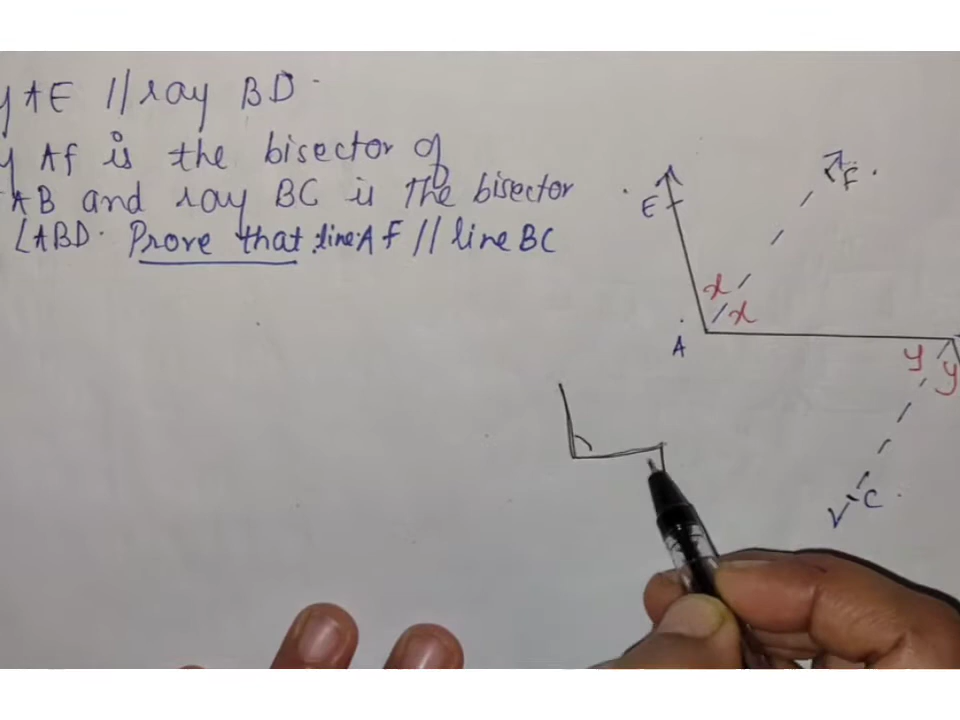 y AE // ray BD.
y Af is the bisector of
AB and ray BC is The bisector
∠ABD. Prove that :line:AF // line BC
E
F
x
x
A
y
y
C